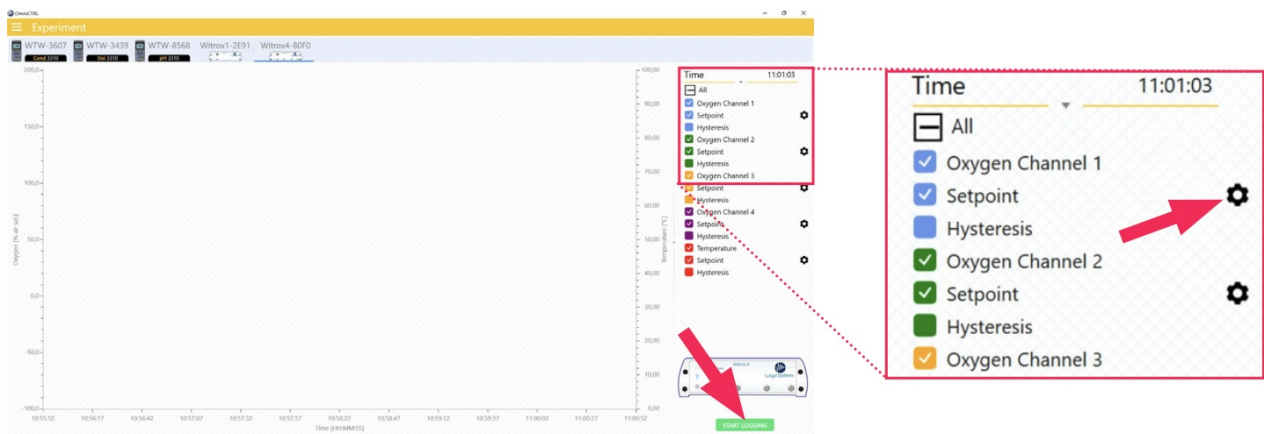 OmniCTRL
Experiment
WTW-3607
WTW-3439
WTW-8568
Witrox1-2E91
Witrox4-80F0
Cond 3310
Oxi 3310
pH 3310
200,0
150,0
100,0
50,0
0,0
-50,0
-100,0
Oxygen [% air sat]
100,00
90,00
80,00
70,00
60,00
50,00
40,00
30,00
20,00
10,00
0,00
Temperature [°C]
10:55:52
10:56:17
10:56:42
10:57:07
10:57:32
10:57:57
10:58:22
10:58:47
10:59:12
10:59:37
11:00:02
11:00:27
11:00:52
Time [HH:MM:SS]
Time 11:01:03
All
Oxygen Channel 1
Setpoint
Hysteresis
Oxygen Channel 2
Setpoint
Hysteresis
Oxygen Channel 3
Setpoint
Hysteresis
Oxygen Channel 4
Setpoint
Hysteresis
Temperature
Setpoint
Hysteresis
Witrox 4
Loligo Systems
START LOGGING
Time 11:01:03
All
Oxygen Channel 1
Setpoint
Hysteresis
Oxygen Channel 2
Setpoint
Hysteresis
Oxygen Channel 3